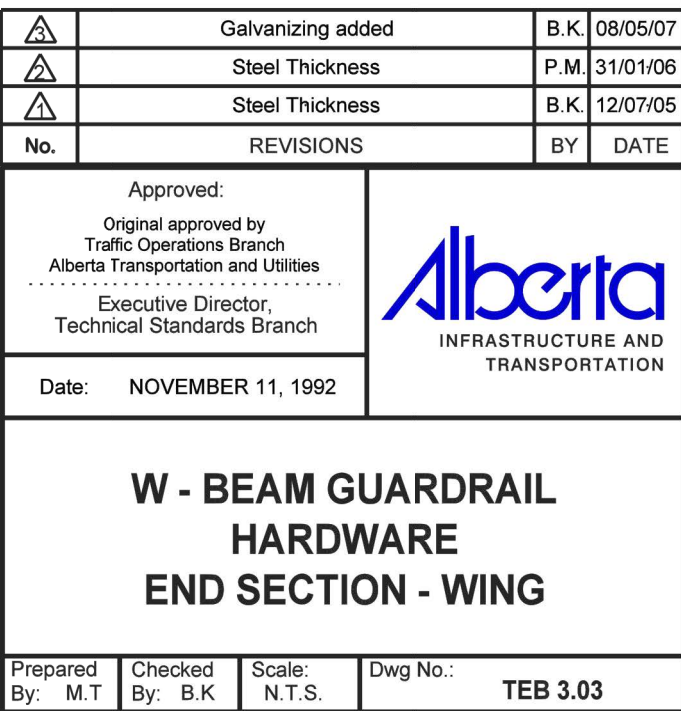 3 Galvanizing added B.K. 08/05/07
2 Steel Thickness P.M. 31/01/06
1 Steel Thickness B.K. 12/07/05
No. REVISIONS BY DATE
Approved:
Original approved by
Traffic Operations Branch
Alberta Transportation and Utilities
Executive Director,
Technical Standards Branch
Date: NOVEMBER 11, 1992
Alberta
INFRASTRUCTURE AND
TRANSPORTATION
W - BEAM GUARDRAIL
HARDWARE
END SECTION - WING
Prepared
By: M.T
Checked
By: B.K
Scale:
N.T.S.
Dwg No.:
TEB 3.03